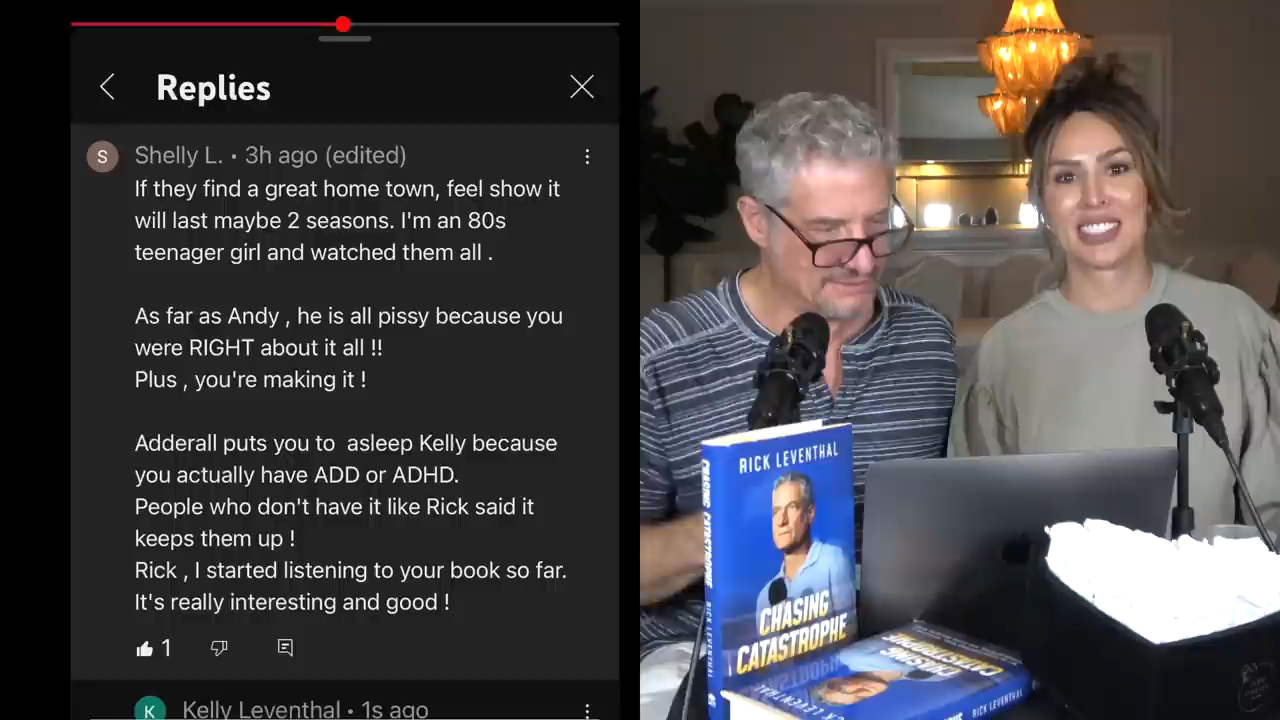 Replies
S
Shelly L. • 3h ago (edited)
If they find a great home town, feel show it
will last maybe 2 seasons. I'm an 80s
teenager girl and watched them all .
As far as Andy , he is all pissy because you
were RIGHT about it all !!
Plus , you're making it !
Adderall puts you to  asleep Kelly because
you actually have ADD or ADHD.
People who don't have it like Rick said it
keeps them up !
Rick , I started listening to your book so far.
It's really interesting and good !
1
K
Kelly Leventhal • 1s ago
RICK LEVENTHAL
CHASING
CATASTROPHE
CHASING CATASTROPHE
RICK LEVENTHAL
CHASING
CATASTROPHE
RICK LEVENTHAL